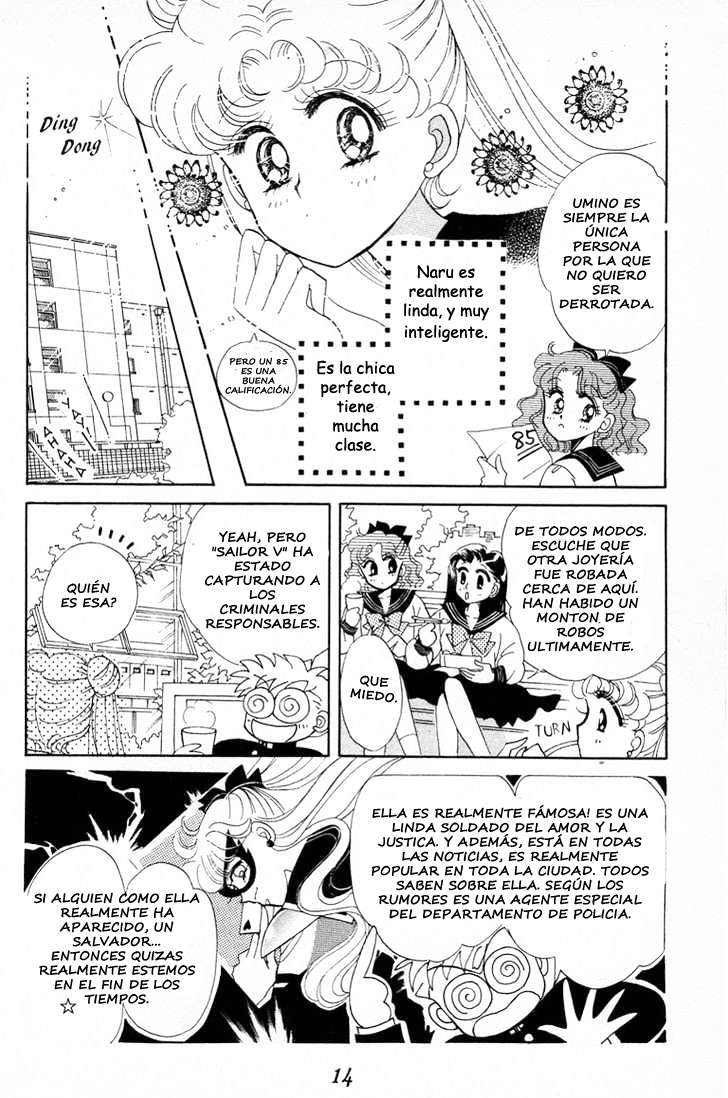 Ding
Dong
UMINO ES
SIEMPRE LA
ÚNICA
PERSONA
POR LA QUE
NO QUIERO
SER
DERROTADA.
Naru es
realmente
linda, y muy
inteligente.
PERO UN 85
ES UNA
BUENA
CALIFICACIÓN.
Es la chica
perfecta,
tiene
mucha
clase.
85
AHAHA
DE TODOS MODOS.
ESCUCHE QUE
OTRA JOYERÍA
FUE ROBADA
CERCA DE AQUÍ.
HAN HABIDO UN
MONTON DE
ROBOS
ULTIMAMENTE.
QUE
MIEDO.
TURN
YEAH, PERO
"SAILOR V" HA
ESTADO
CAPTURANDO A
LOS
CRIMINALES
RESPONSABLES.
QUIÉN
ES ESA?
ELLA ES REALMENTE FÁMOSA! ES UNA
LINDA SOLDADO DEL AMOR Y LA
JUSTICA. Y ADEMÁS, ESTÁ EN TODAS
LAS NOTICIAS, ES REALMENTE
POPULAR EN TODA LA CIUDAD. TODOS
SABEN SOBRE ELLA. SEGÚN LOS
RUMORES ES UNA AGENTE ESPECIAL
DEL DEPARTAMENTO DE POLICIA.
SI ALGUIEN COMO ELLA
REALMENTE HA
APARECIDO, UN
SALVADOR...
ENTONCES QUIZAS
REALMENTE ESTEMOS
EN EL FIN DE LOS
TIEMPOS.
☆
14